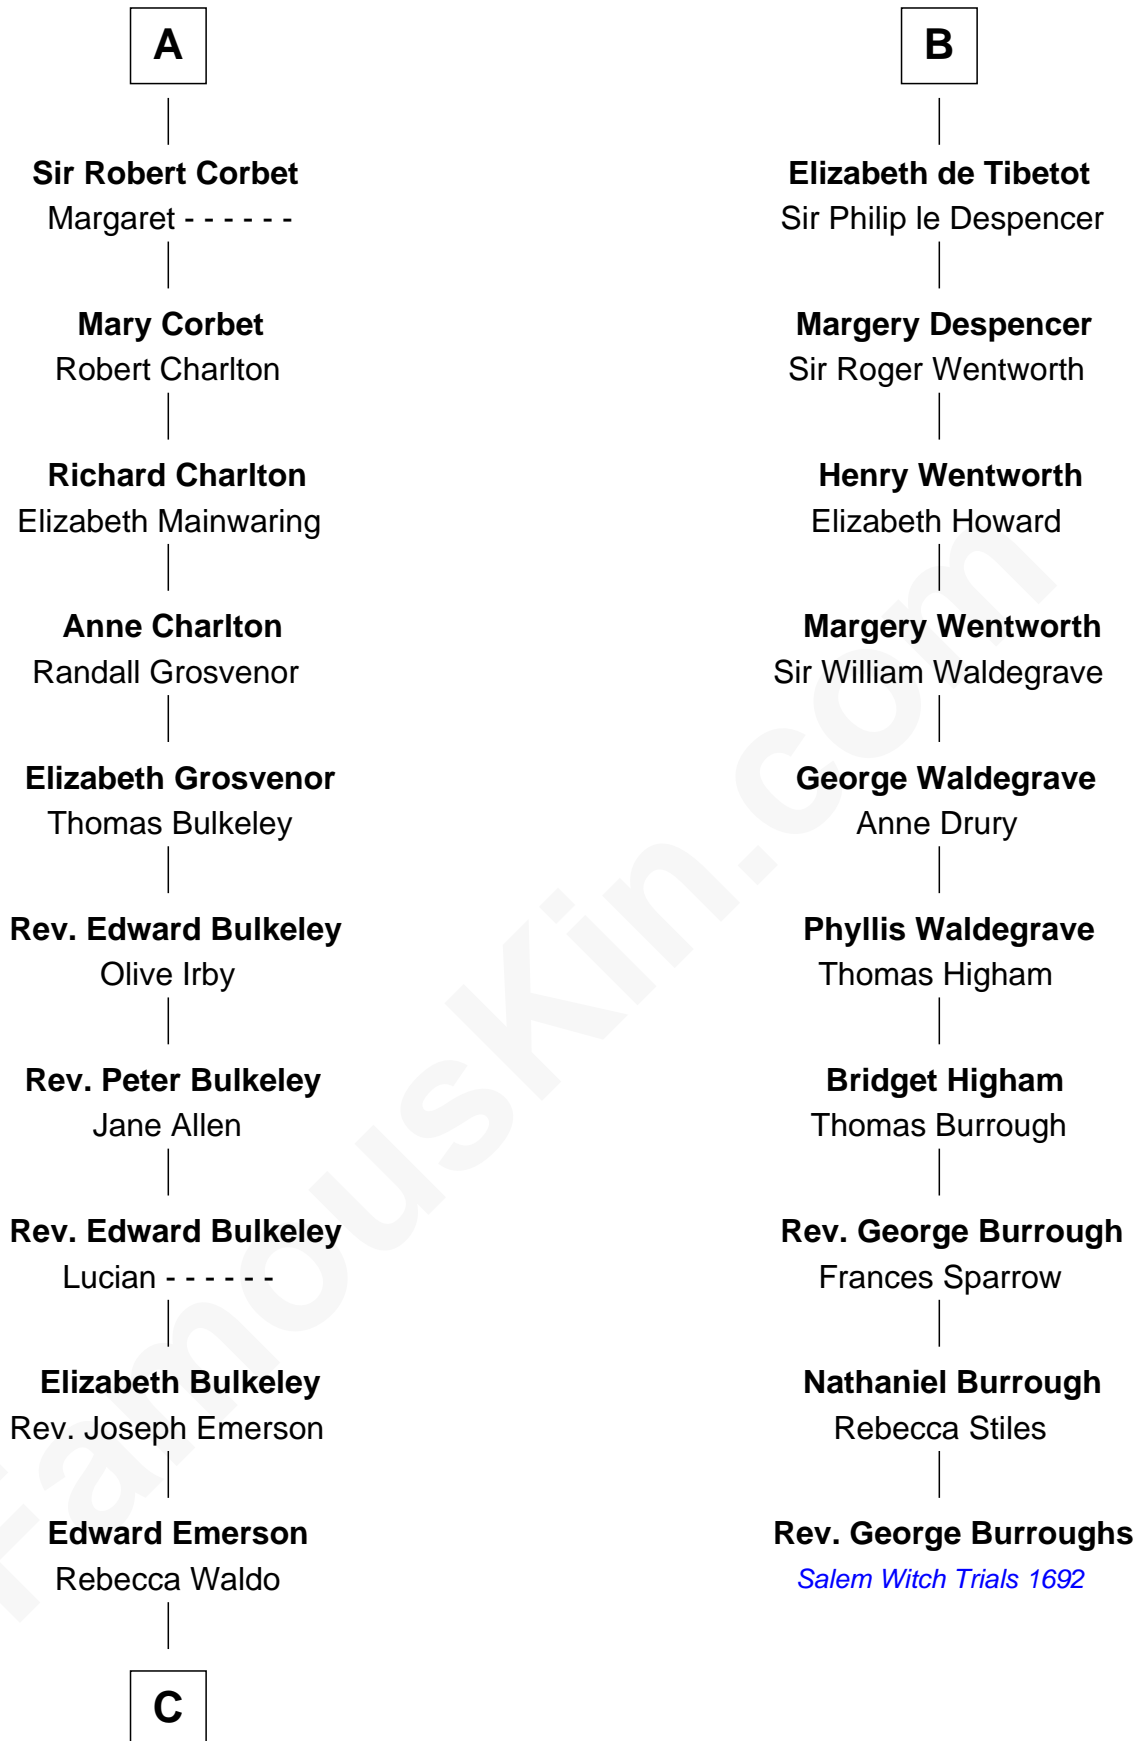 A
Sir Robert Corbet
Margaret - - - - - -
Mary Corbet
Robert Charlton
Richard Charlton
Elizabeth Mainwaring
Anne Charlton
Randall Grosvenor
Elizabeth Grosvenor
Thomas Bulkeley
Rev. Edward Bulkeley
Olive Irby
Rev. Peter Bulkeley
Jane Allen
Rev. Edward Bulkeley
Lucian - - - - - -
Elizabeth Bulkeley
Rev. Joseph Emerson
Edward Emerson
Rebecca Waldo
C
B
Elizabeth de Tibetot
Sir Philip le Despencer
Margery Despencer
Sir Roger Wentworth
Henry Wentworth
Elizabeth Howard
Margery Wentworth
Sir William Waldegrave
George Waldegrave
Anne Drury
Phyllis Waldegrave
Thomas Higham
Bridget Higham
Thomas Burrough
Rev. George Burrough
Frances Sparrow
Nathaniel Burrough
Rebecca Stiles
Rev. George Burroughs
Salem Witch Trials 1692
FamousKin.com